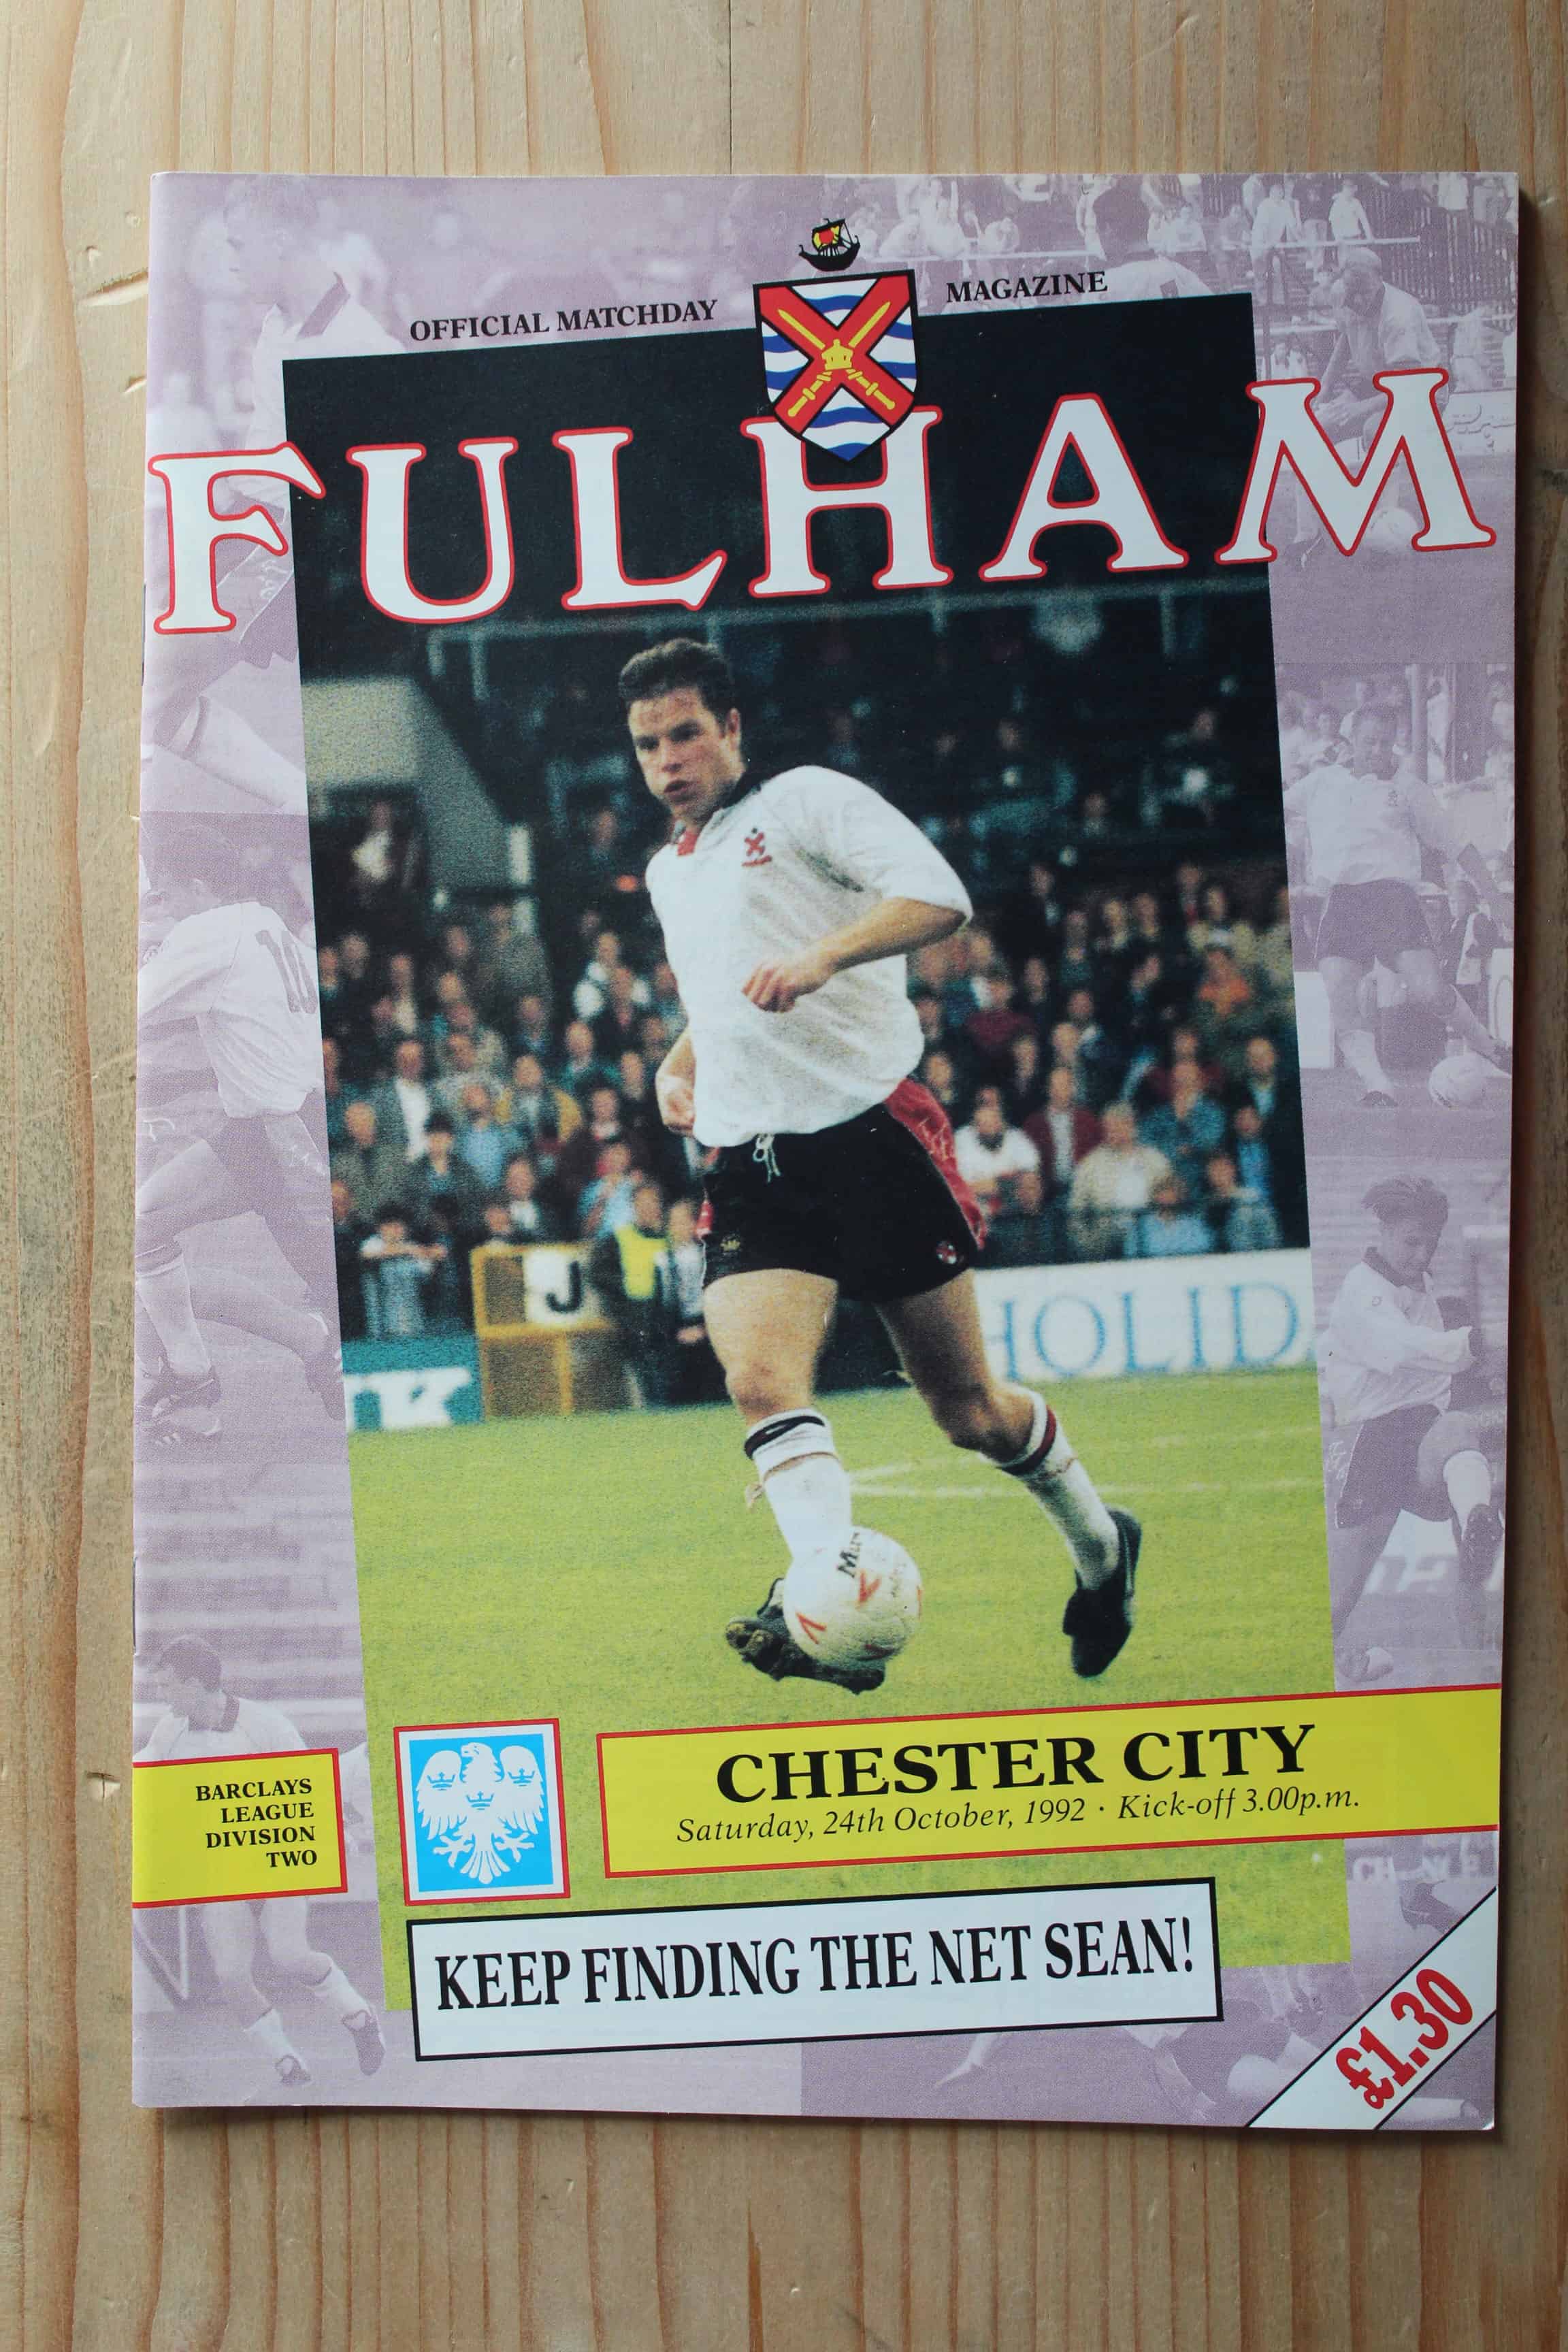 OFFICIAL MATCHDAY MAGAZINE
FULHAM
J
HOLID
BARCLAYS
LEAGUE
DIVISION
TWO
CHESTER CITY
Saturday, 24th October, 1992 · Kick-off 3.00p.m.
KEEP FINDING THE NET SEAN!
£1.30